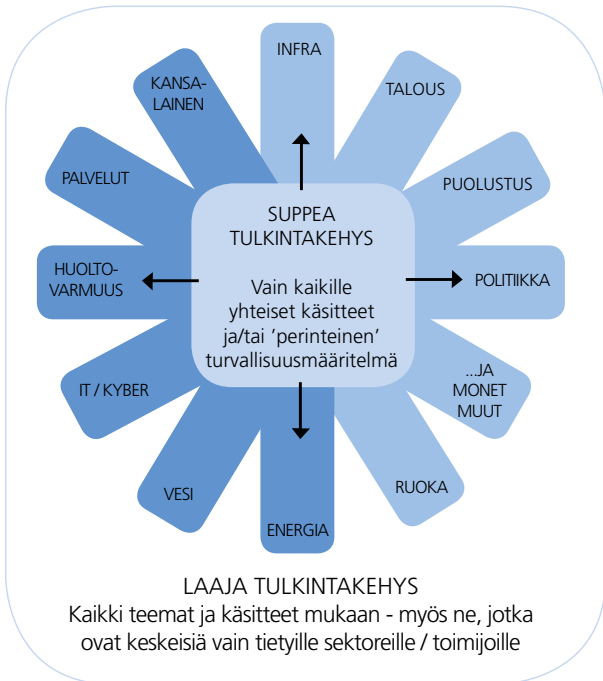 INFRA
KANSA-
LAINEN
TALOUS
PALVELUT
PUOLUSTUS
SUPPEA
TULKINTAKEHYS
HUOLTO-
VARMUUS
POLITIIKKA
Vain kaikille
yhteiset käsitteet
ja/tai ’perinteinen’
turvallisuusmääritelmä
IT / KYBER
...JA
MONET
MUUT
VESI
RUOKA
ENERGIA
LAAJA TULKINTAKEHYS
Kaikki teemat ja käsitteet mukaan - myös ne, jotka
ovat keskeisiä vain tietyille sektoreille / toimijoille